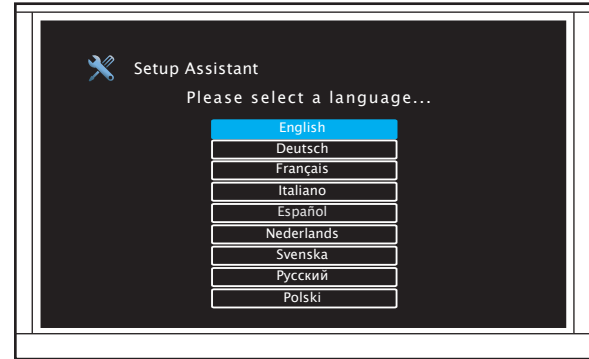 Setup Assistant
Please select a language...
English
Deutsch
Français
Italiano
Español
Nederlands
Svenska
Русский
Polski